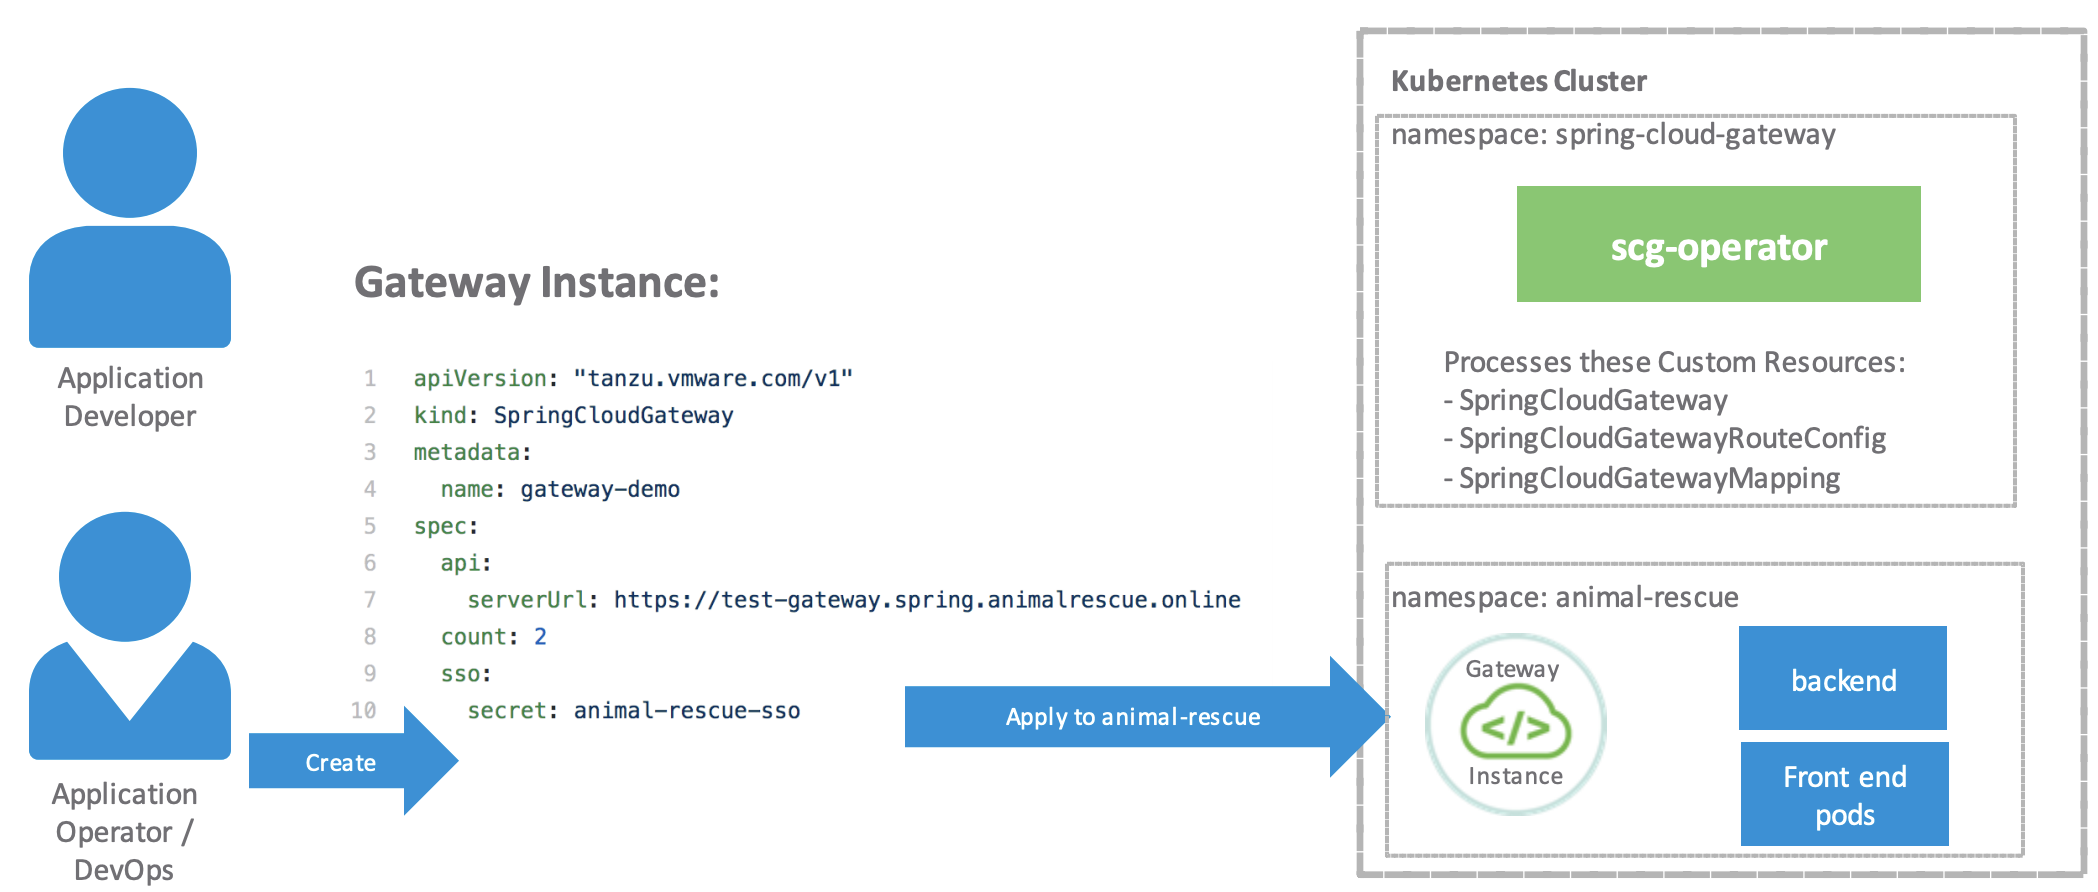 Application
Developer
Application
Operator /
DevOps
Create
Gateway Instance:
1 apiVersion: "tanzu.vmware.com/v1"
2 kind: SpringCloudGateway
3 metadata:
4 name: gateway-demo
5 spec:
6 api:
7 serverUrl: https://test-gateway.spring.animalrescue.online
8 count: 2
9 sso:
10 secret: animal-rescue-sso
Apply to animal-rescue
Kubernetes Cluster
namespace: spring-cloud-gateway
scg-operator
Processes these Custom Resources:
- SpringCloudGateway
- SpringCloudGatewayRouteConfig
- SpringCloudGatewayMapping
namespace: animal-rescue
Gateway
</>
Instance
backend
Front end
pods